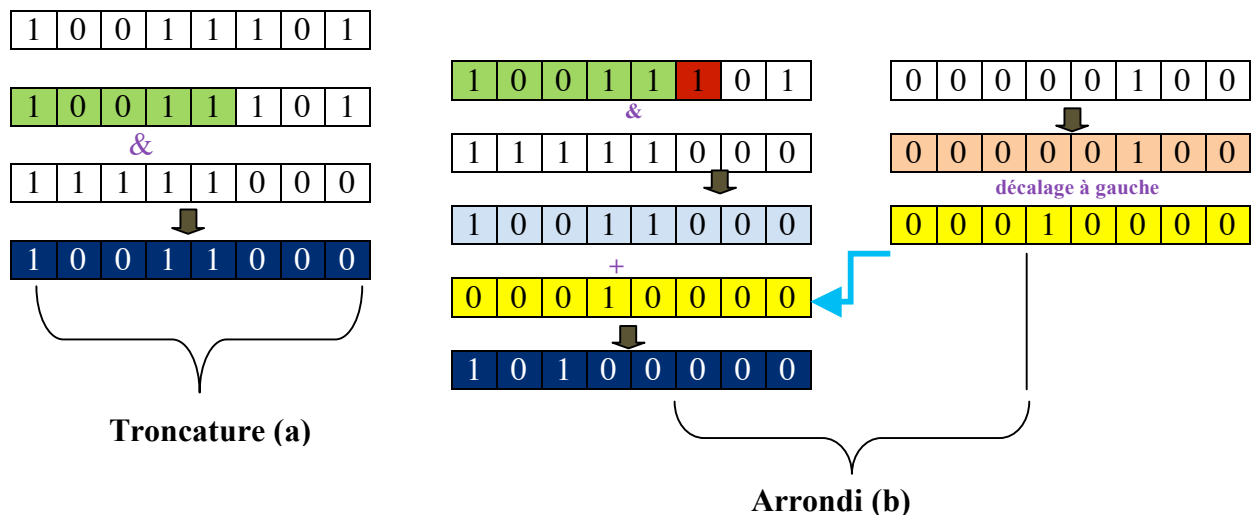 1 0 0 1 1 1 0 1
1 0 0 1 1 1 0 1
&
1 1 1 1 1 0 0 0
1 0 0 1 1 0 0 0
Troncature (a)
1 0 0 1 1 1 0 1
&
1 1 1 1 1 0 0 0
1 0 0 1 1 0 0 0
+
0 0 0 1 0 0 0 0
1 0 1 0 0 0 0 0
0 0 0 0 0 1 0 0
0 0 0 0 0 1 0 0
décalage à gauche
0 0 0 1 0 0 0 0
Arrondi (b)